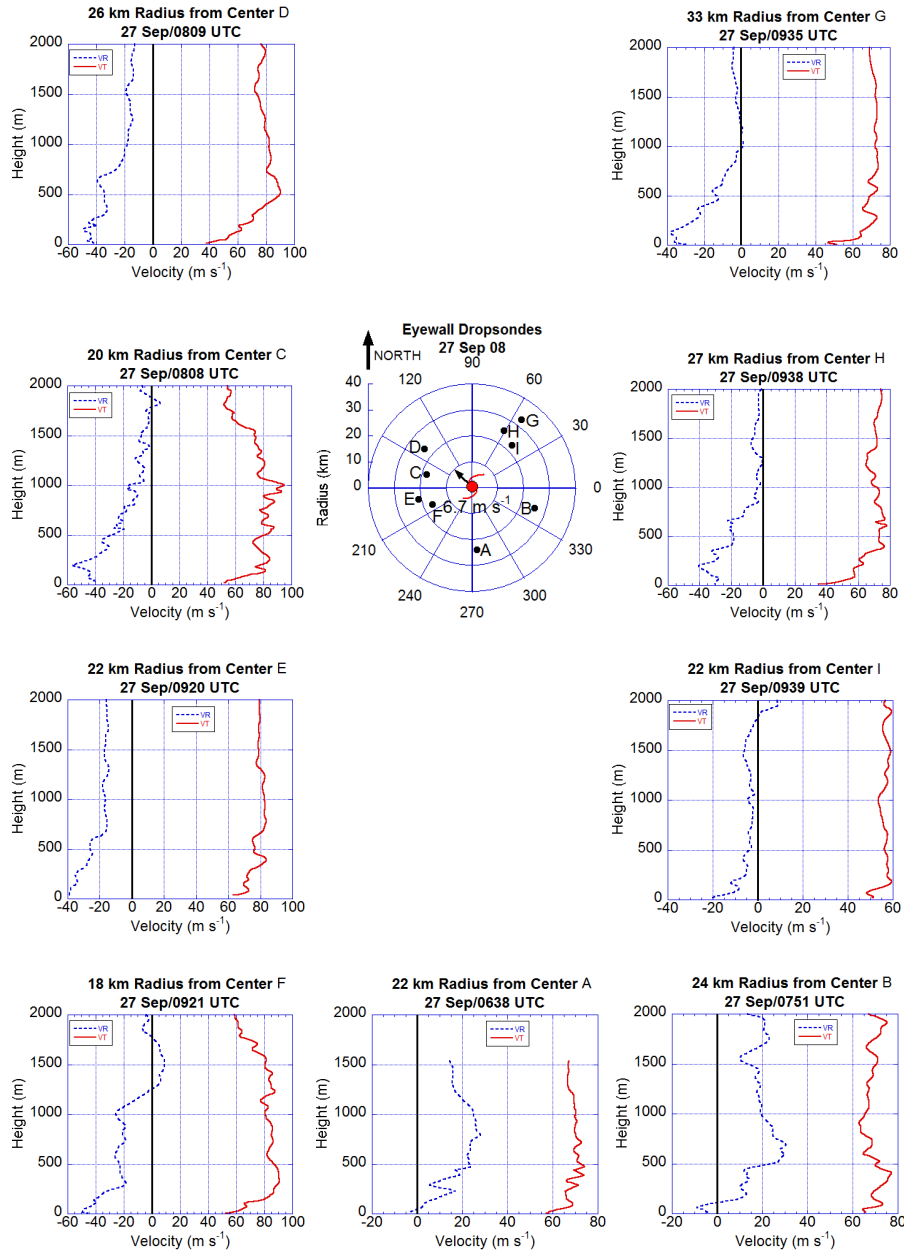 26 km Radius from Center D
27 Sep/0809 UTC
2000
1500
1000
500
0
Height (m)
VR
VT
-60 -40 -20 0 20 40 60 80 100
Velocity (m s⁻¹)
33 km Radius from Center G
27 Sep/0935 UTC
2000
1500
1000
500
0
Height (m)
VR
VT
-40 -20 0 20 40 60 80
Velocity (m s⁻¹)
20 km Radius from Center C
27 Sep/0808 UTC
2000
1500
1000
500
0
Height (m)
VR
VT
-60 -40 -20 0 20 40 60 80 100
Velocity (m s⁻¹)
Eyewall Dropsondes
27 Sep 08
NORTH
90
120 60
40
30
20
10
0
Radius (km)
30
0
330
300
270
240
210
G
H
I
D
C
E
F
B
A
6.7 m s⁻¹
27 km Radius from Center H
27 Sep/0938 UTC
2000
1500
1000
500
0
Height (m)
VR
VT
-40 -20 0 20 40 60 80
Velocity (m s⁻¹)
22 km Radius from Center E
27 Sep/0920 UTC
2000
1500
1000
500
0
Height (m)
VR
VT
-40 -20 0 20 40 60 80 100
Velocity (m s⁻¹)
22 km Radius from Center I
27 Sep/0939 UTC
2000
1500
1000
500
0
Height (m)
VR
VT
-40 -20 0 20 40 60
Velocity (m s⁻¹)
18 km Radius from Center F
27 Sep/0921 UTC
2000
1500
1000
500
0
Height (m)
VR
VT
-60 -40 -20 0 20 40 60 80 100
Velocity (m s⁻¹)
22 km Radius from Center A
27 Sep/0638 UTC
2000
1500
1000
500
0
Height (m)
VR
VT
-20 0 20 40 60 80
Velocity (m s⁻¹)
24 km Radius from Center B
27 Sep/0751 UTC
2000
1500
1000
500
0
Height (m)
VR
VT
-20 0 20 40 60 80
Velocity (m s⁻¹)